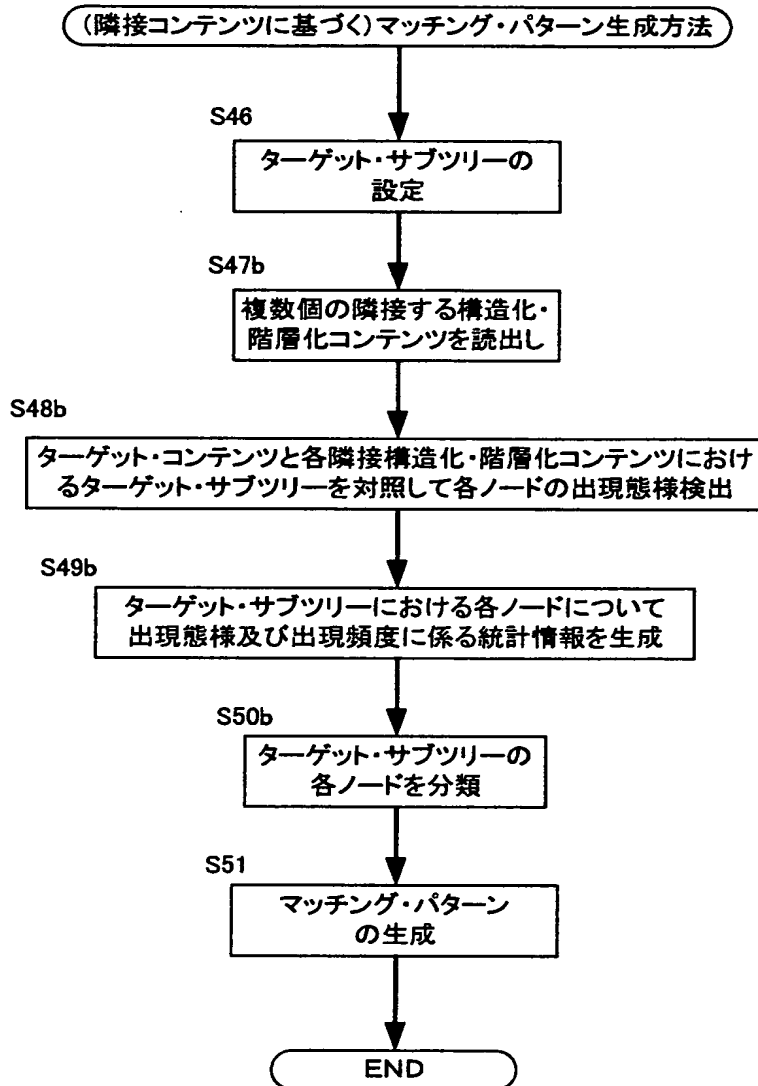 (隣接コンテンツに基づく)マッチング・パターン生成方法
S46
ターゲット・サブツリーの
設定
S47b
複数個の隣接する構造化・
階層化コンテンツを読出し
S48b
ターゲット・コンテンツと各隣接構造化・階層化コンテンツにおけ
るターゲット・サブツリーを対照して各ノードの出現態様検出
S49b
ターゲット・サブツリーにおける各ノードについて
出現態様及び出現頻度に係る統計情報を生成
S50b
ターゲット・サブツリーの
各ノードを分類
S51
マッチング・パターン
の生成
END